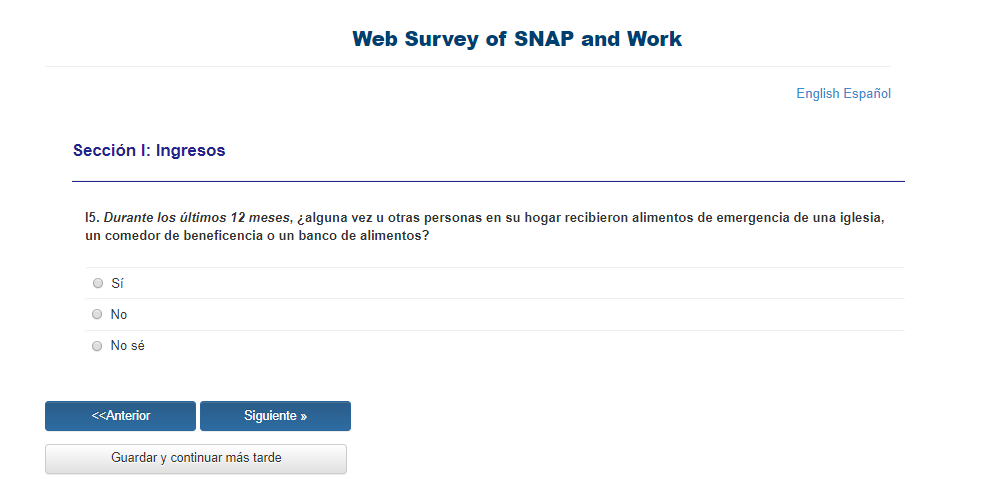 Web Survey of SNAP and Work
English Español
Sección I: Ingresos
I5. Durante los últimos 12 meses, ¿alguna vez u otras personas en su hogar recibieron alimentos de emergencia de una iglesia,
un comedor de beneficencia o un banco de alimentos?
Sí
No
No sé
<<Anterior
Siguiente »
Guardar y continuar más tarde